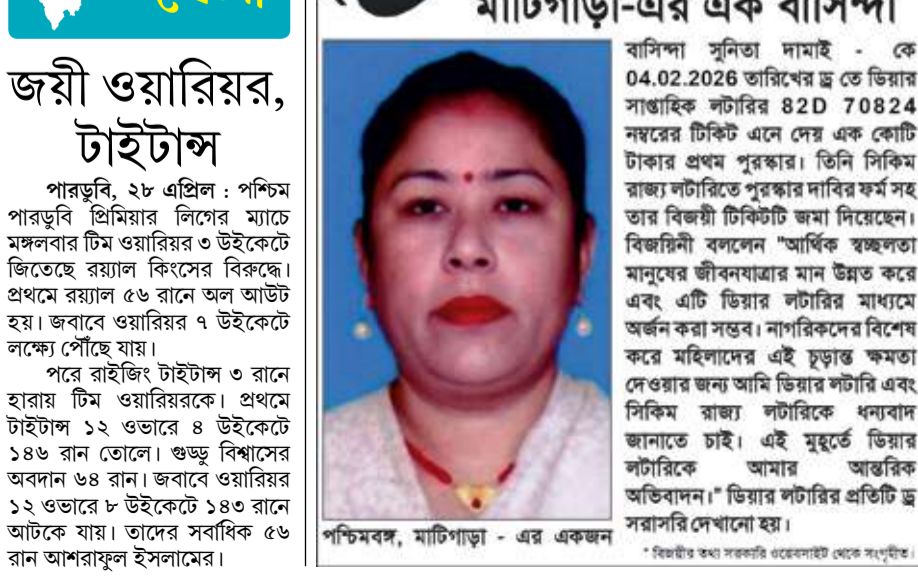 জয়ী ওয়ারিয়র,
টাইটান্স
পারডুবি, ২৮ এপ্রিল : পশ্চিম
পারডুবি প্রিমিয়ার লিগের ম্যাচে
মঙ্গলবার টিম ওয়ারিয়র ৩ উইকেটে
জিতেছে রয়্যাল কিংসের বিরুদ্ধে।
প্রথমে রয়্যাল ৫৬ রানে অল আউট
হয়। জবাবে ওয়ারিয়র ৭ উইকেটে
লক্ষ্যে পৌঁছে যায়।
পরে রাইজিং টাইটান্স ৩ রানে
হারায় টিম ওয়ারিয়রকে। প্রথমে
টাইটান্স ১২ ওভারে ৪ উইকেটে
১৪৬ রান তোলে। গুড্ডু বিশ্বাসের
অবদান ৬৪ রান। জবাবে ওয়ারিয়র
১২ ওভারে ৮ উইকেটে ১৪৩ রানে
আটকে যায়। তাদের সর্বাধিক ৫৬
রান আশরাফুল ইসলামের।
মাটিগাড়া-এর এক বাসিন্দা
পশ্চিমবঙ্গ, মাটিগাড়া - এর একজন
বাসিন্দা সুনিতা দামাই - কে
04.02.2026 তারিখের ড্র তে ডিয়ার
সাপ্তাহিক লটারির 82D 70824
নম্বরের টিকিট এনে দেয় এক কোটি
টাকার প্রথম পুরস্কার। তিনি সিকিম
রাজ্য লটারিতে পুরস্কার দাবির ফর্ম সহ
তার বিজয়ী টিকিটটি জমা দিয়েছেন।
বিজয়িনী বললেন "আর্থিক স্বচ্ছলতা
মানুষের জীবনযাত্রার মান উন্নত করে
এবং এটি ডিয়ার লটারির মাধ্যমে
অর্জন করা সম্ভব। নাগরিকদের বিশেষ
করে মহিলাদের এই চূড়ান্ত ক্ষমতা
দেওয়ার জন্য আমি ডিয়ার লটারি এবং
সিকিম রাজ্য লটারিকে ধন্যবাদ
জানাতে চাই। এই মুহূর্তে ডিয়ার
লটারিকে আমার আন্তরিক
অভিবাদন।" ডিয়ার লটারির প্রতিটি ড্র
সরাসরি দেখানো হয়।
* বিজয়ীর তথ্য সরকারি ওয়েবসাইট থেকে সংগৃহীত।